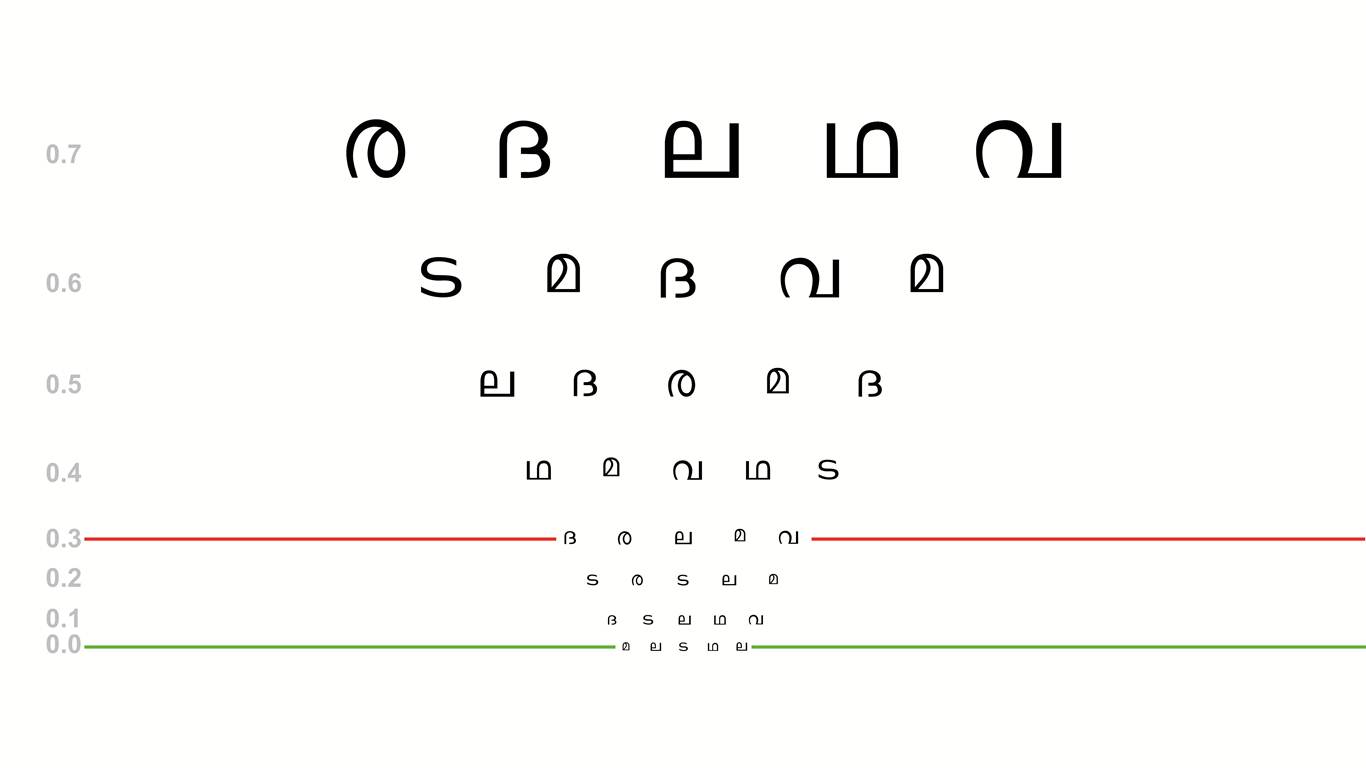 0.7 ര ദ ല ഥ വ
0.6 ട മ ദ വ മ
0.5 ല ദ ര മ ദ
0.4 ഥ മ വ ഥ ട
0.3 ദ ര ല മ വ
0.2 ട ര ട ല മ
0.1 ദ ട ല ഥ വ
0.0 മ ല ട ഥ ല